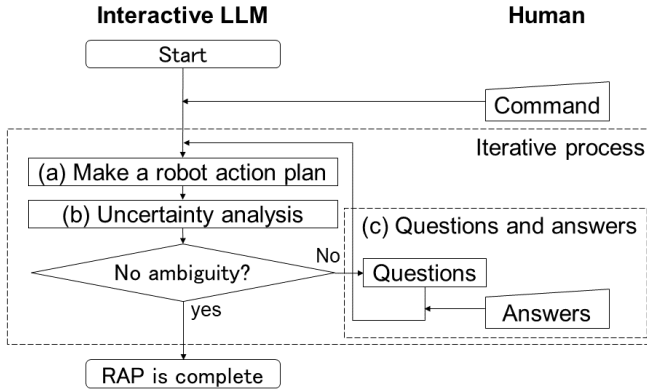 Interactive LLM
Human
Start
Command
Iterative process
(a) Make a robot action plan
(b) Uncertainty analysis
(c) Questions and answers
No ambiguity?
No
Questions
yes
Answers
RAP is complete